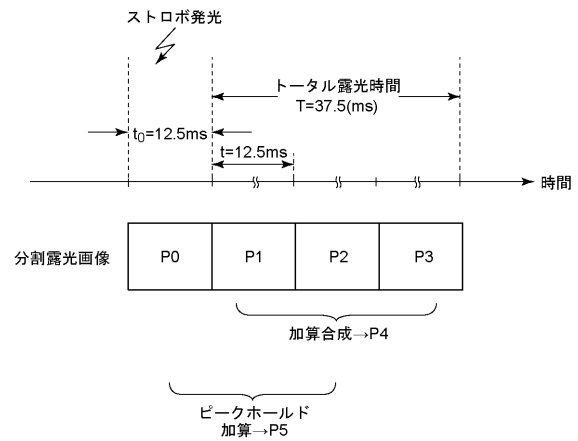 ストロボ発光
トータル露光時間
T=37.5(ms)
t0=12.5ms
t=12.5ms
時間
分割露光画像
P0
P1
P2
P3
加算合成→P4
ピークホールド
加算→P5